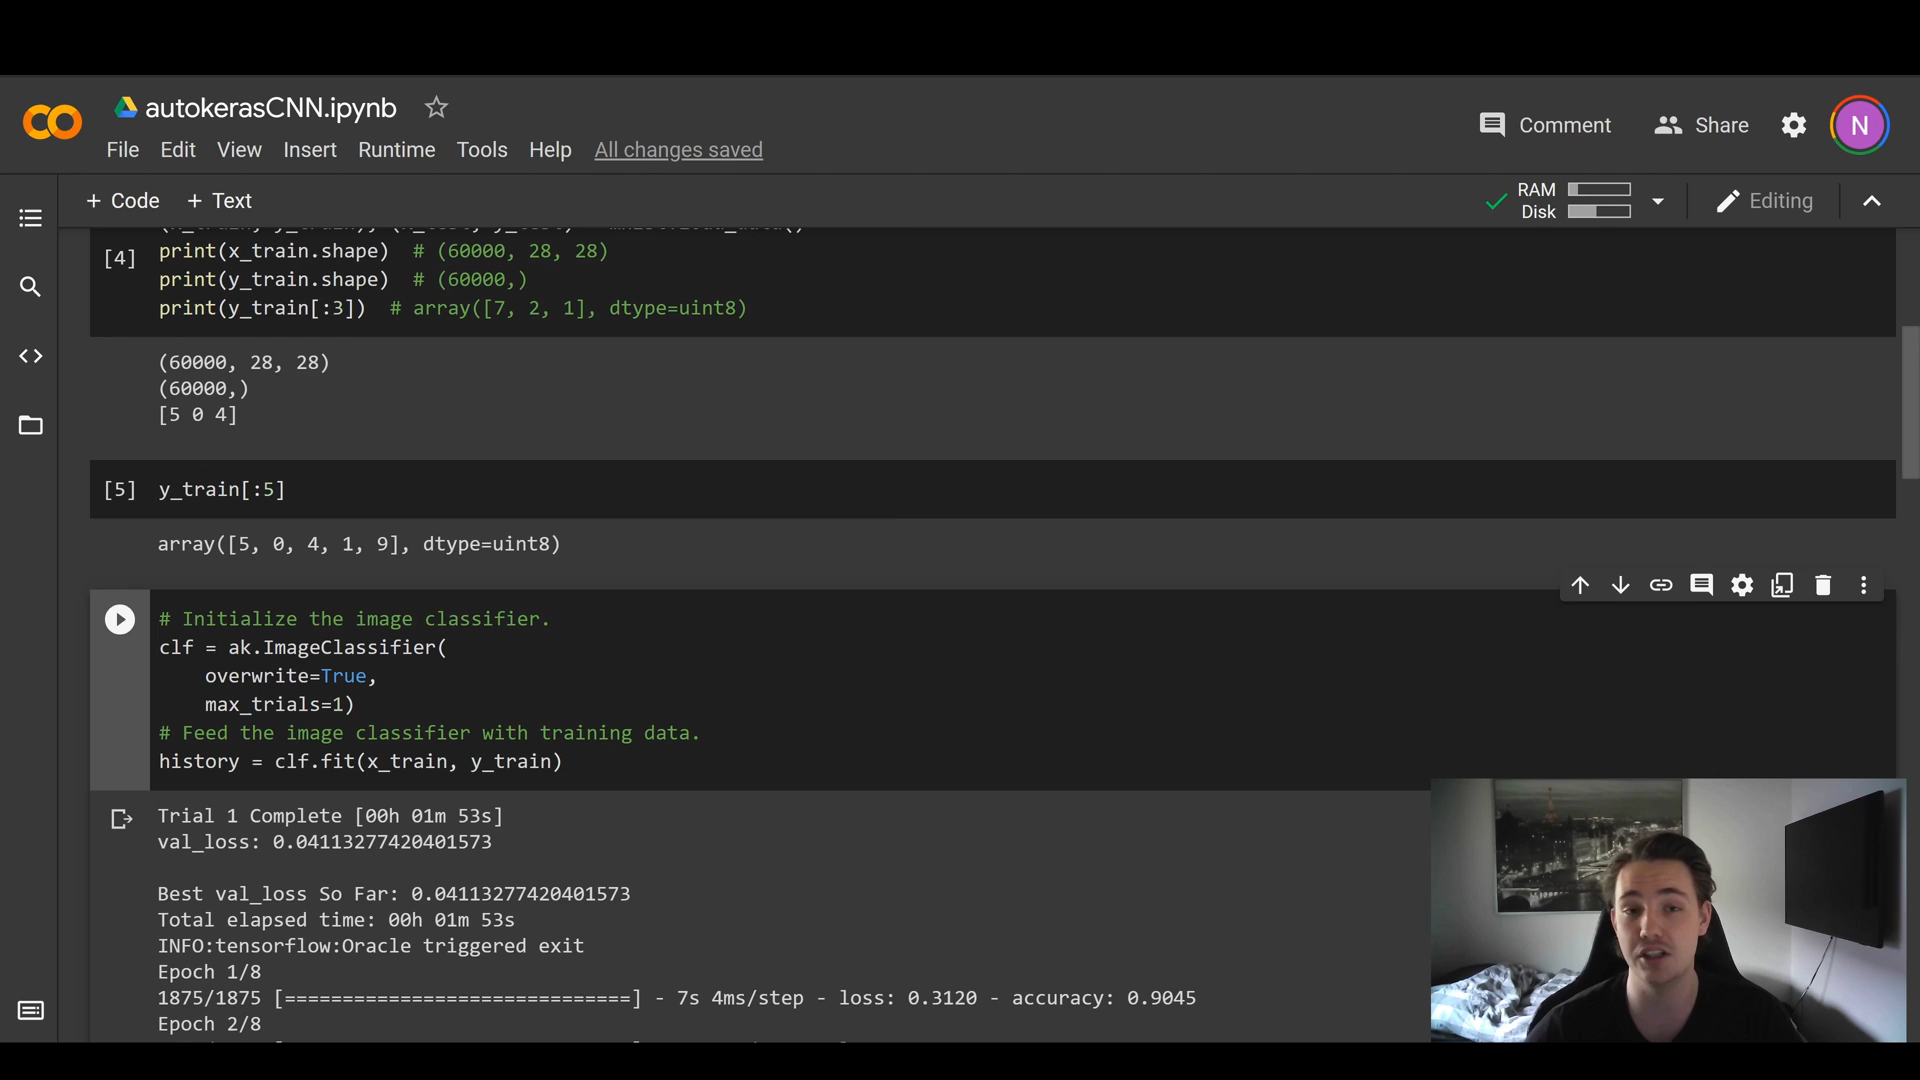 autokerasCNN.ipynb
File Edit View Insert Runtime Tools Help All changes saved
Comment Share N
+ Code + Text
RAM
Disk
Editing
[4]
print(x_train.shape) # (60000, 28, 28)
print(y_train.shape) # (60000,)
print(y_train[:3]) # array([7, 2, 1], dtype=uint8)
(60000, 28, 28)
(60000,)
[5 0 4]
[5] y_train[:5]
array([5, 0, 4, 1, 9], dtype=uint8)
# Initialize the image classifier.
clf = ak.ImageClassifier(
overwrite=True,
max_trials=1)
# Feed the image classifier with training data.
history = clf.fit(x_train, y_train)
Trial 1 Complete [00h 01m 53s]
val_loss: 0.04113277420401573
Best val_loss So Far: 0.04113277420401573
Total elapsed time: 00h 01m 53s
INFO:tensorflow:Oracle triggered exit
Epoch 1/8
1875/1875 [==============================] - 7s 4ms/step - loss: 0.3120 - accuracy: 0.9045
Epoch 2/8